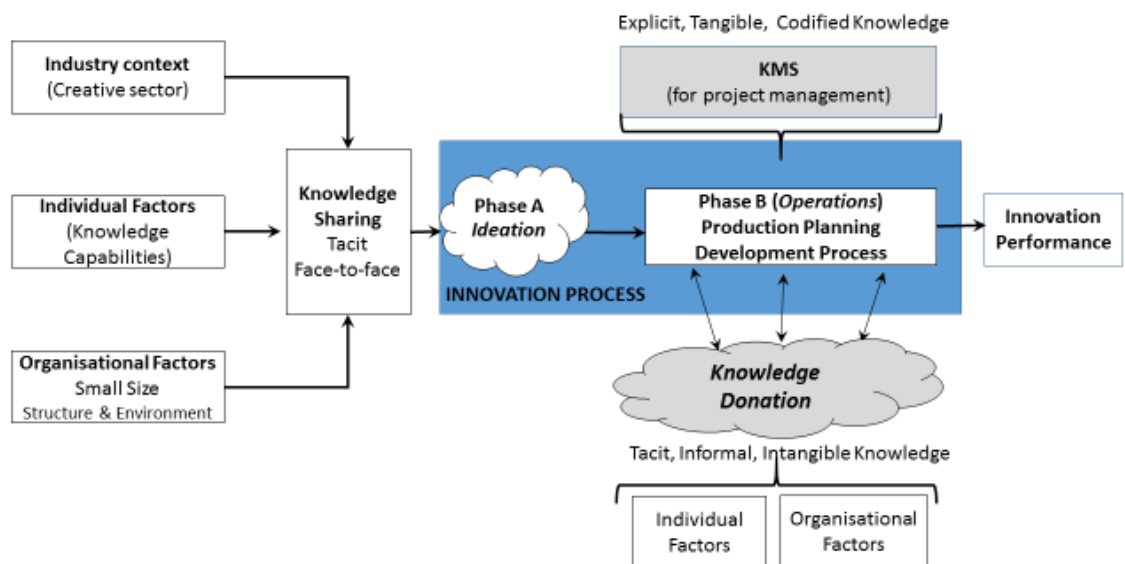 Explicit, Tangible, Codified Knowledge
KMS
(for project management)
Industry context
(Creative sector)
Individual Factors
(Knowledge
Capabilities)
Organisational Factors
Small Size
Structure & Environment
Knowledge
Sharing
Tacit
Face-to-face
Phase A
Ideation
INNOVATION PROCESS
Phase B (Operations)
Production Planning
Development Process
Innovation
Performance
Knowledge
Donation
Tacit, Informal, Intangible Knowledge
Individual
Factors
Organisational
Factors